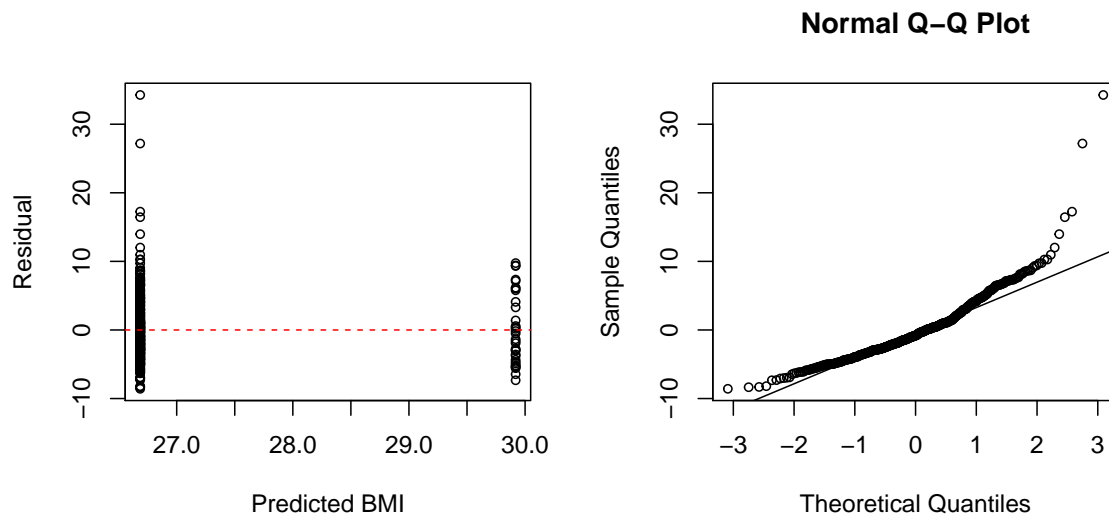 Normal Q−Q Plot
30
20
10
0
−10
27.0 28.0 29.0 30.0
Residual
Predicted BMI
30
20
10
0
−10
−3 −2 −1 0 1 2 3
Sample Quantiles
Theoretical Quantiles